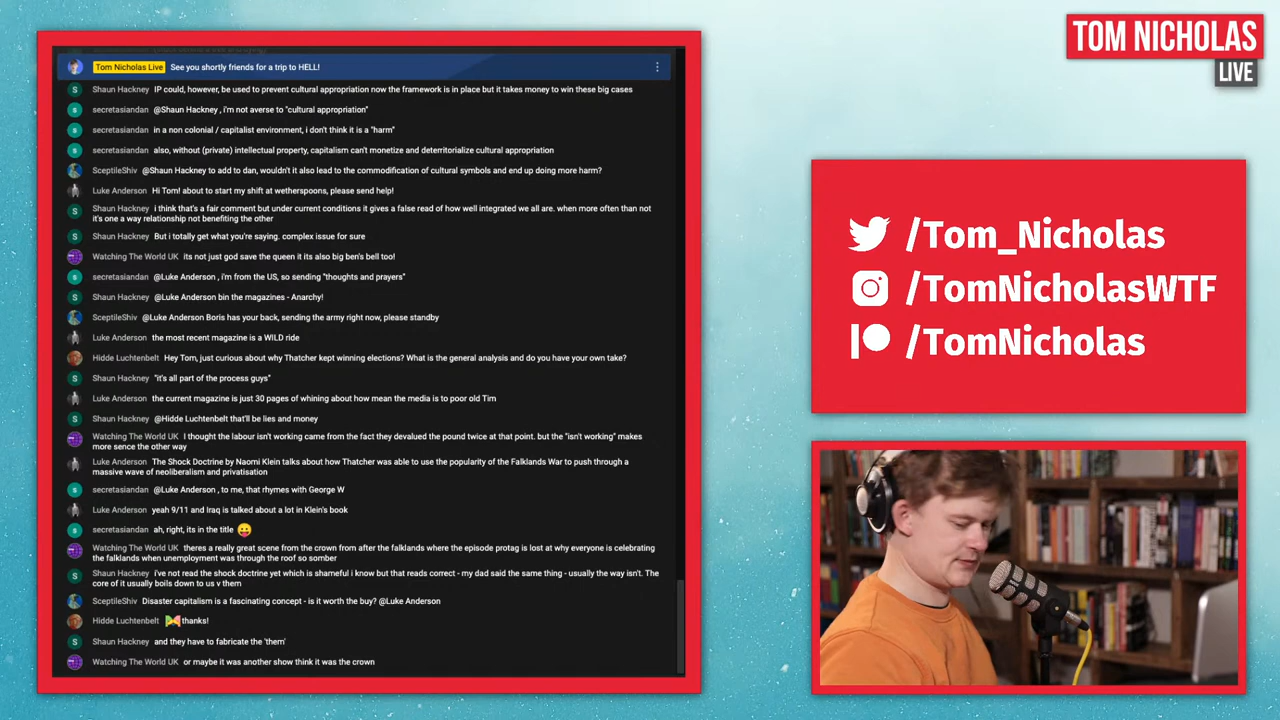 TOM NICHOLAS
LIVE
Tom Nicholas Live See you shortly friends for a trip to HELL!
Shaun Hackney IP could, however, be used to prevent cultural appropriation now the framework is in place but it takes money to win these big cases
secretasiandan @Shaun Hackney , i'm not averse to "cultural appropriation"
secretasiandan in a non colonial / capitalist environment, i don't think it is a "harm"
secretasiandan also, without (private) intellectual property, capitalism can't monetize and deterritorialize cultural appropriation
SceptileShiv @Shaun Hackney to add to dan, wouldn't it also lead to the commodification of cultural symbols and end up doing more harm?
Luke Anderson Hi Tom! about to start my shift at wetherspoons, please send help!
Shaun Hackney i think that's a fair comment but under current conditions it gives a false read of how well integrated we all are. when more often than not
it's one a way relationship not benefiting the other
Shaun Hackney But i totally get what you're saying. complex issue for sure
Watching The World UK its not just god save the queen it its also big ben's bell too!
secretasiandan @Luke Anderson , i'm from the US, so sending "thoughts and prayers"
Shaun Hackney @Luke Anderson bin the magazines - Anarchy!
SceptileShiv @Luke Anderson Boris has your back, sending the army right now, please standby
Luke Anderson the most recent magazine is a WILD ride
Hidde Luchtenbelt Hey Tom, just curious about why Thatcher kept winning elections? What is the general analysis and do you have your own take?
Shaun Hackney "it's all part of the process guys"
Luke Anderson the current magazine is just 30 pages of whining about how mean the media is to poor old Tim
Shaun Hackney @Hidde Luchtenbelt that'll be lies and money
Watching The World UK I thought the labour isn't working came from the fact they devalued the pound twice at that point. but the "isn't working" makes
more sence the other way
Luke Anderson The Shock Doctrine by Naomi Klein talks about how Thatcher was able to use the popularity of the Falklands War to push through a
massive wave of neoliberalism and privatisation
secretasiandan @Luke Anderson , to me, that rhymes with George W
Luke Anderson yeah 9/11 and Iraq is talked about a lot in Klein's book
secretasiandan ah, right, its in the title
Watching The World UK theres a really great scene from the crown from after the falklands where the episode protag is lost at why everyone is celebrating
the falklands when unemployment was through the roof so somber
Shaun Hackney i've not read the shock doctrine yet which is shameful i know but that reads correct - my dad said the same thing - usually the way isn't. The
core of it usually boils down to us v them
SceptileShiv Disaster capitalism is a fascinating concept - is it worth the buy? @Luke Anderson
Hidde Luchtenbelt thanks!
Shaun Hackney and they have to fabricate the 'them'
Watching The World UK or maybe it was another show think it was the crown
/Tom_Nicholas
/TomNicholasWTF
/TomNicholas